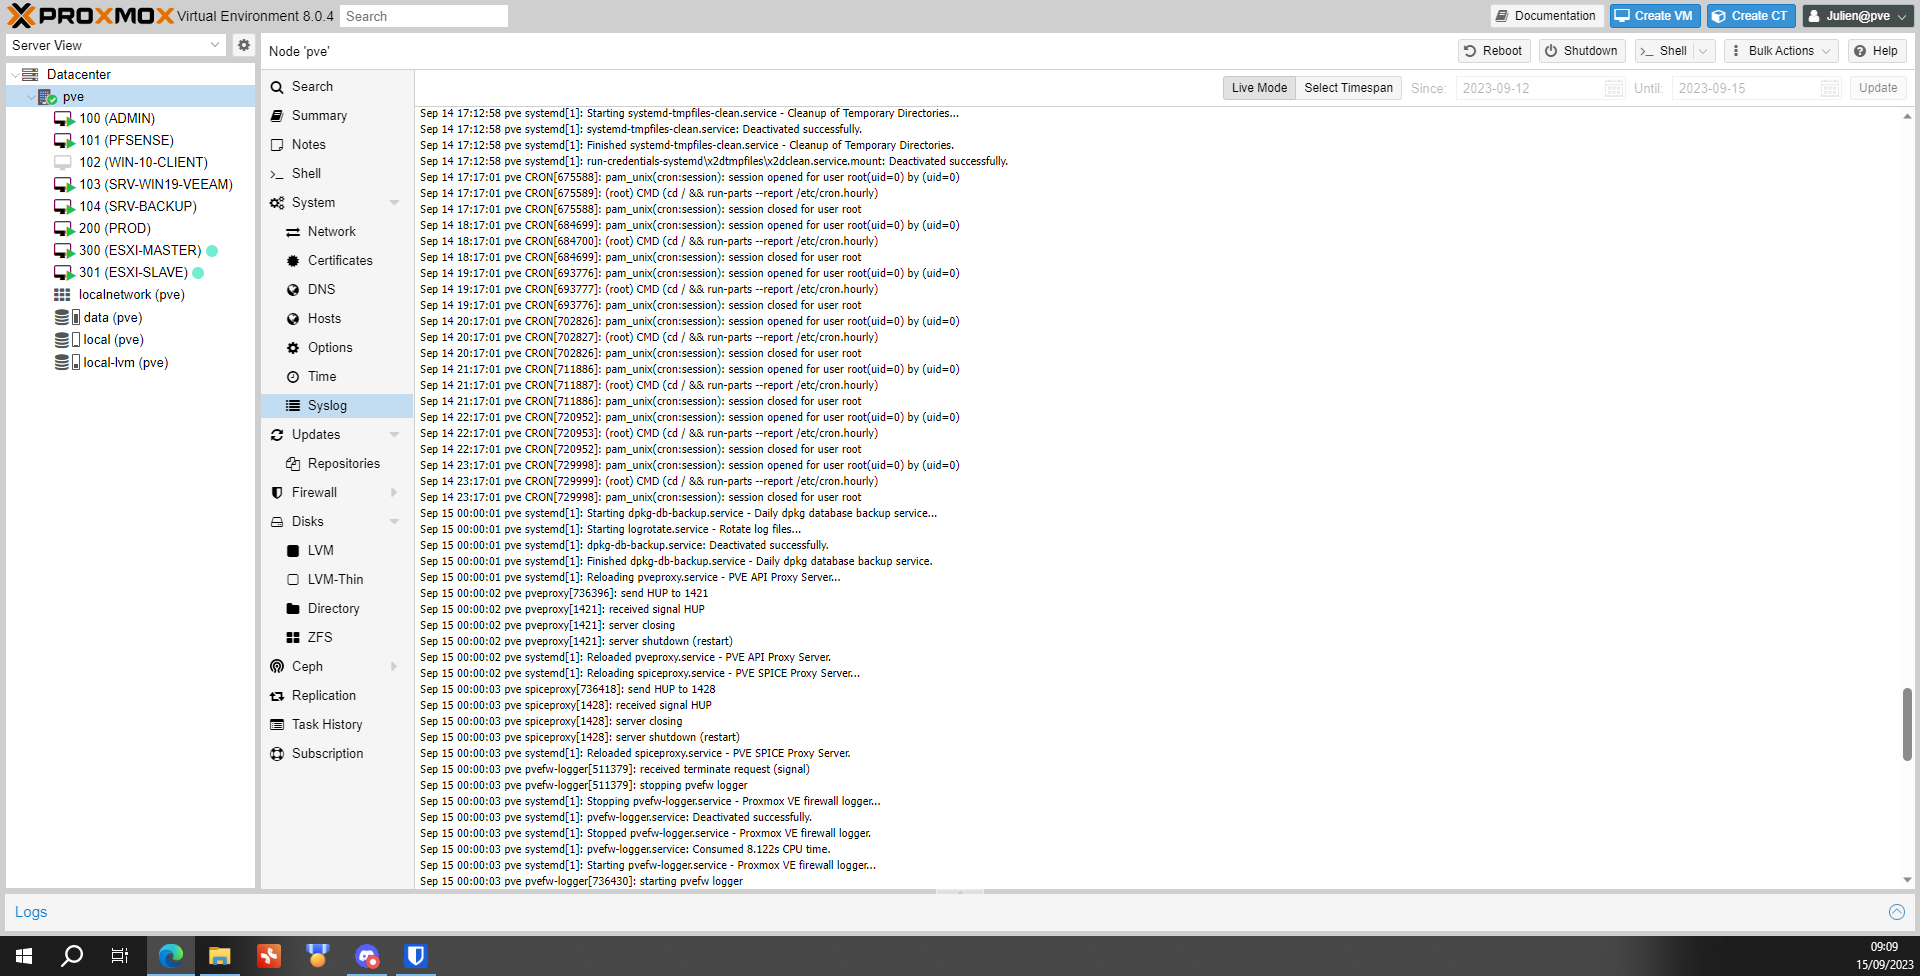 PROXMOX Virtual Environment 8.0.4 Search Documentation Create VM Create CT Julien@pve
Server View
Node 'pve' Reboot Shutdown Shell Bulk Actions Help
Datacenter
pve
100 (ADMIN)
101 (PFSENSE)
102 (WIN-10-CLIENT)
103 (SRV-WIN19-VEEAM)
104 (SRV-BACKUP)
200 (PROD)
300 (ESXI-MASTER)
301 (ESXI-SLAVE)
localnetwork (pve)
data (pve)
local (pve)
local-lvm (pve)
Search
Summary
Notes
Shell
System
Network
Certificates
DNS
Hosts
Options
Time
Syslog
Updates
Repositories
Firewall
Disks
LVM
LVM-Thin
Directory
ZFS
Ceph
Replication
Task History
Subscription
Live Mode Select Timespan Since: 2023-09-12 Until: 2023-09-15 Update
Sep 14 17:12:58 pve systemd[1]: Starting systemd-tmpfiles-clean.service - Cleanup of Temporary Directories...
Sep 14 17:12:58 pve systemd[1]: systemd-tmpfiles-clean.service: Deactivated successfully.
Sep 14 17:12:58 pve systemd[1]: Finished systemd-tmpfiles-clean.service - Cleanup of Temporary Directories.
Sep 14 17:12:58 pve systemd[1]: run-credentials-systemd\x2dtmpfiles\x2dclean.service.mount: Deactivated successfully.
Sep 14 17:17:01 pve CRON[675588]: pam_unix(cron:session): session opened for user root(uid=0) by (uid=0)
Sep 14 17:17:01 pve CRON[675589]: (root) CMD (cd / && run-parts --report /etc/cron.hourly)
Sep 14 17:17:01 pve CRON[675588]: pam_unix(cron:session): session closed for user root
Sep 14 18:17:01 pve CRON[684699]: pam_unix(cron:session): session opened for user root(uid=0) by (uid=0)
Sep 14 18:17:01 pve CRON[684700]: (root) CMD (cd / && run-parts --report /etc/cron.hourly)
Sep 14 18:17:01 pve CRON[684699]: pam_unix(cron:session): session closed for user root
Sep 14 19:17:01 pve CRON[693776]: pam_unix(cron:session): session opened for user root(uid=0) by (uid=0)
Sep 14 19:17:01 pve CRON[693777]: (root) CMD (cd / && run-parts --report /etc/cron.hourly)
Sep 14 19:17:01 pve CRON[693776]: pam_unix(cron:session): session closed for user root
Sep 14 20:17:01 pve CRON[702826]: pam_unix(cron:session): session opened for user root(uid=0) by (uid=0)
Sep 14 20:17:01 pve CRON[702827]: (root) CMD (cd / && run-parts --report /etc/cron.hourly)
Sep 14 20:17:01 pve CRON[702826]: pam_unix(cron:session): session closed for user root
Sep 14 21:17:01 pve CRON[711886]: pam_unix(cron:session): session opened for user root(uid=0) by (uid=0)
Sep 14 21:17:01 pve CRON[711887]: (root) CMD (cd / && run-parts --report /etc/cron.hourly)
Sep 14 21:17:01 pve CRON[711886]: pam_unix(cron:session): session closed for user root
Sep 14 22:17:01 pve CRON[720952]: pam_unix(cron:session): session opened for user root(uid=0) by (uid=0)
Sep 14 22:17:01 pve CRON[720953]: (root) CMD (cd / && run-parts --report /etc/cron.hourly)
Sep 14 22:17:01 pve CRON[720952]: pam_unix(cron:session): session closed for user root
Sep 14 23:17:01 pve CRON[729998]: pam_unix(cron:session): session opened for user root(uid=0) by (uid=0)
Sep 14 23:17:01 pve CRON[729999]: (root) CMD (cd / && run-parts --report /etc/cron.hourly)
Sep 14 23:17:01 pve CRON[729998]: pam_unix(cron:session): session closed for user root
Sep 15 00:00:01 pve systemd[1]: Starting dpkg-db-backup.service - Daily dpkg database backup service...
Sep 15 00:00:01 pve systemd[1]: Starting logrotate.service - Rotate log files...
Sep 15 00:00:01 pve systemd[1]: dpkg-db-backup.service: Deactivated successfully.
Sep 15 00:00:01 pve systemd[1]: Finished dpkg-db-backup.service - Daily dpkg database backup service.
Sep 15 00:00:01 pve systemd[1]: Reloading pveproxy.service - PVE API Proxy Server...
Sep 15 00:00:02 pve pveproxy[736396]: send HUP to 1421
Sep 15 00:00:02 pve pveproxy[1421]: received signal HUP
Sep 15 00:00:02 pve pveproxy[1421]: server closing
Sep 15 00:00:02 pve pveproxy[1421]: server shutdown (restart)
Sep 15 00:00:02 pve systemd[1]: Reloaded pveproxy.service - PVE API Proxy Server.
Sep 15 00:00:02 pve systemd[1]: Reloading spiceproxy.service - PVE SPICE Proxy Server...
Sep 15 00:00:03 pve spiceproxy[736418]: send HUP to 1428
Sep 15 00:00:03 pve spiceproxy[1428]: received signal HUP
Sep 15 00:00:03 pve spiceproxy[1428]: server closing
Sep 15 00:00:03 pve spiceproxy[1428]: server shutdown (restart)
Sep 15 00:00:03 pve systemd[1]: Reloaded spiceproxy.service - PVE SPICE Proxy Server.
Sep 15 00:00:03 pve pvefw-logger[511379]: received terminate request (signal)
Sep 15 00:00:03 pve pvefw-logger[511379]: stopping pvefw logger
Sep 15 00:00:03 pve systemd[1]: Stopping pvefw-logger.service - Proxmox VE firewall logger...
Sep 15 00:00:03 pve systemd[1]: pvefw-logger.service: Deactivated successfully.
Sep 15 00:00:03 pve systemd[1]: Stopped pvefw-logger.service - Proxmox VE firewall logger.
Sep 15 00:00:03 pve systemd[1]: pvefw-logger.service: Consumed 8.122s CPU time.
Sep 15 00:00:03 pve systemd[1]: Starting pvefw-logger.service - Proxmox VE firewall logger...
Sep 15 00:00:03 pve pvefw-logger[736430]: starting pvefw logger
Logs
09:09
15/09/2023